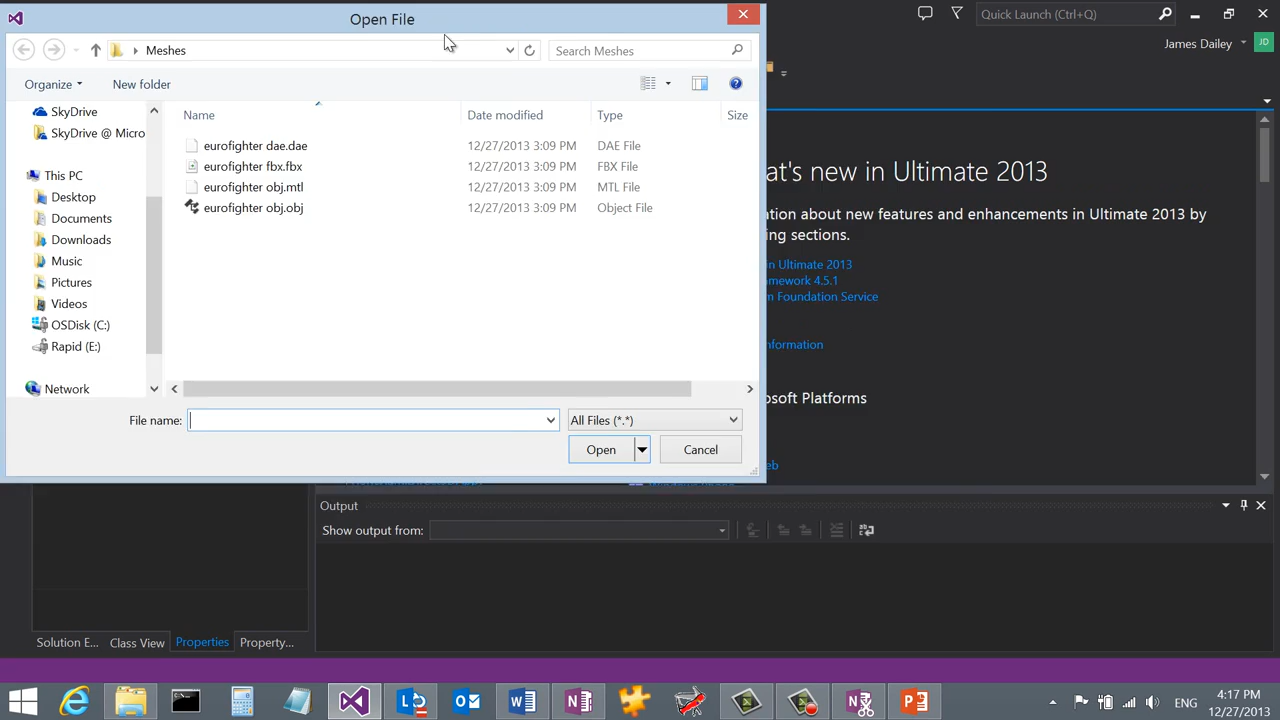 Open File
Quick Launch (Ctrl+Q)
James Dailey
JD
Meshes
Search Meshes
Organize
New folder
Name
Date modified
Type
Size
SkyDrive
SkyDrive @ Micro
This PC
Desktop
Documents
Downloads
Music
Pictures
Videos
OSDisk (C:)
Rapid (E:)
Network
eurofighter dae.dae 12/27/2013 3:09 PM DAE File
eurofighter fbx.fbx 12/27/2013 3:09 PM FBX File
eurofighter obj.mtl 12/27/2013 3:09 PM MTL File
eurofighter obj.obj 12/27/2013 3:09 PM Object File
File name:
All Files (*.*)
Open
Cancel
at's new in Ultimate 2013
ation about new features and enhancements in Ultimate 2013 by
ing sections.
in Ultimate 2013
amework 4.5.1
m Foundation Service
nformation
osoft Platforms
eb
Output
Show output from:
Solution E...
Class View
Properties
Property...
ENG
4:17 PM
12/27/2013